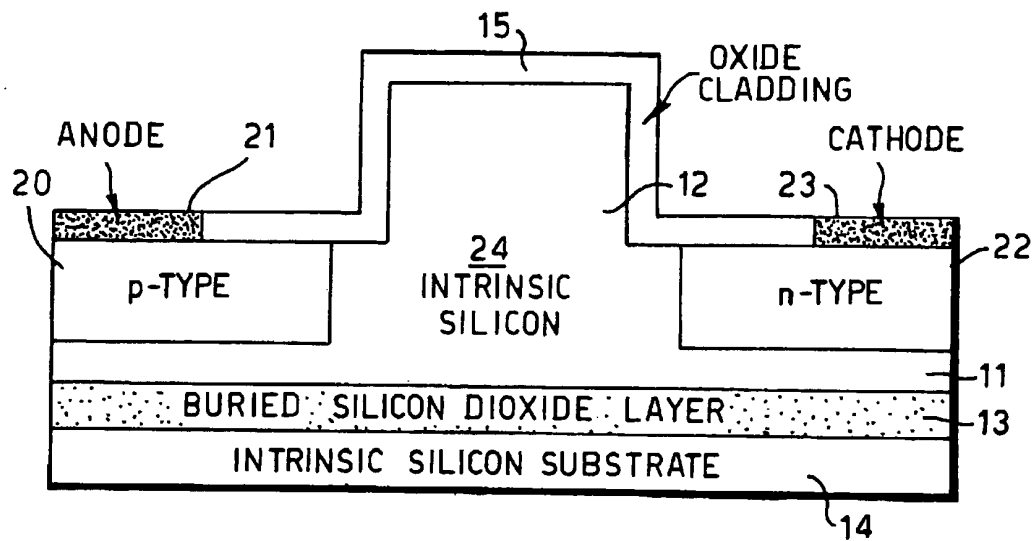 15
OXIDE
CLADDING
ANODE
21
CATHODE
20
12
23
24
INTRINSIC
SILICON
p-TYPE
n-TYPE
22
11
BURIED SILICON DIOXIDE LAYER
13
INTRINSIC SILICON SUBSTRATE
14